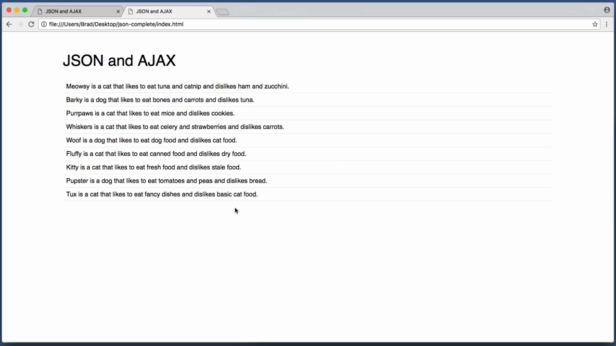 JSON and AJAX
JSON and AJAX
file:///Users/Brad/Desktop/json-complete/index.html
JSON and AJAX
Meowsy is a cat that likes to eat tuna and catnip and dislikes ham and zucchini.
Barky is a dog that likes to eat bones and carrots and dislikes tuna.
Purrpaws is a cat that likes to eat mice and dislikes cookies.
Whiskers is a cat that likes to eat celery and strawberries and dislikes carrots.
Woof is a dog that likes to eat dog food and dislikes cat food.
Fluffy is a cat that likes to eat canned food and dislikes dry food.
Kitty is a cat that likes to eat fresh food and dislikes stale food.
Pupster is a dog that likes to eat tomatoes and peas and dislikes bread.
Tux is a cat that likes to eat fancy dishes and dislikes basic cat food.